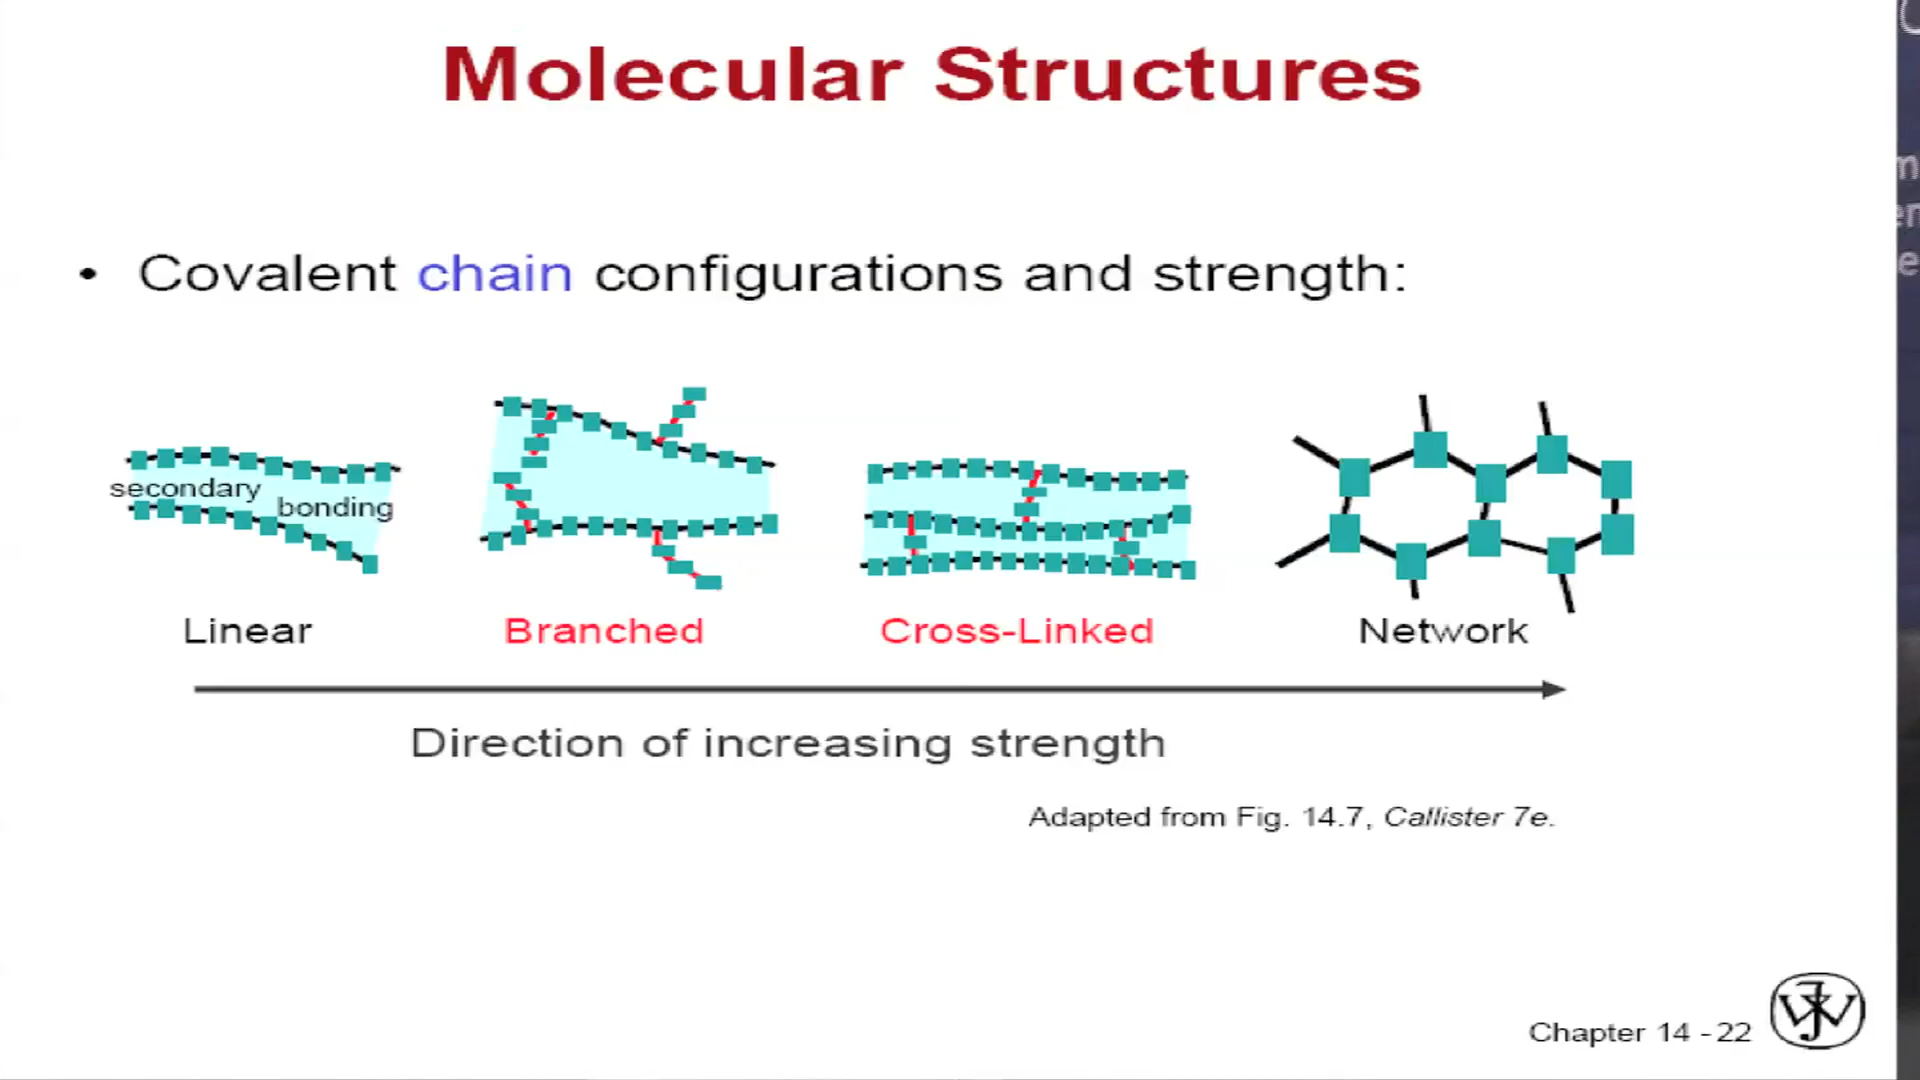 Molecular Structures
• Covalent chain configurations and strength:
secondary
bonding
Linear
Branched
Cross-Linked
Network
Direction of increasing strength
Adapted from Fig. 14.7, Callister 7e.
Chapter 14 - 22